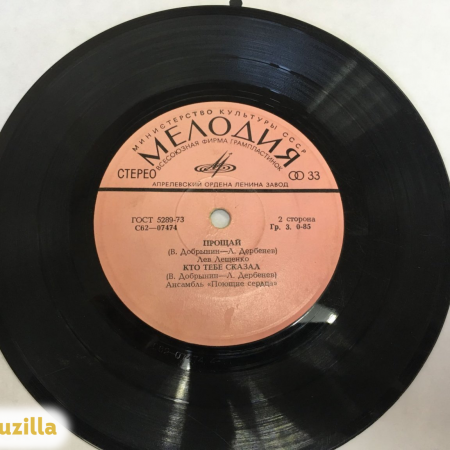 МИНИСТЕРСТВО КУЛЬТУРЫ СССР
МЕЛОДИЯ
ВСЕСОЮЗНАЯ ФИРМА ГРАМПЛАСТИНОК
СТЕРЕО
33
АПРЕЛЕВСКИЙ ОРДЕНА ЛЕНИНА ЗАВОД
ГОСТ 5289-73 2 сторона
С62—07474 Гр. 3. 0-85
ПРОЩАЙ
(В. Добрынин—Л. Дербенев)
Лев Лещенко
КТО ТЕБЕ СКАЗАЛ
(В. Добрынин—Л. Дербенев)
Ансамбль «Поющие сердца»
uzilla